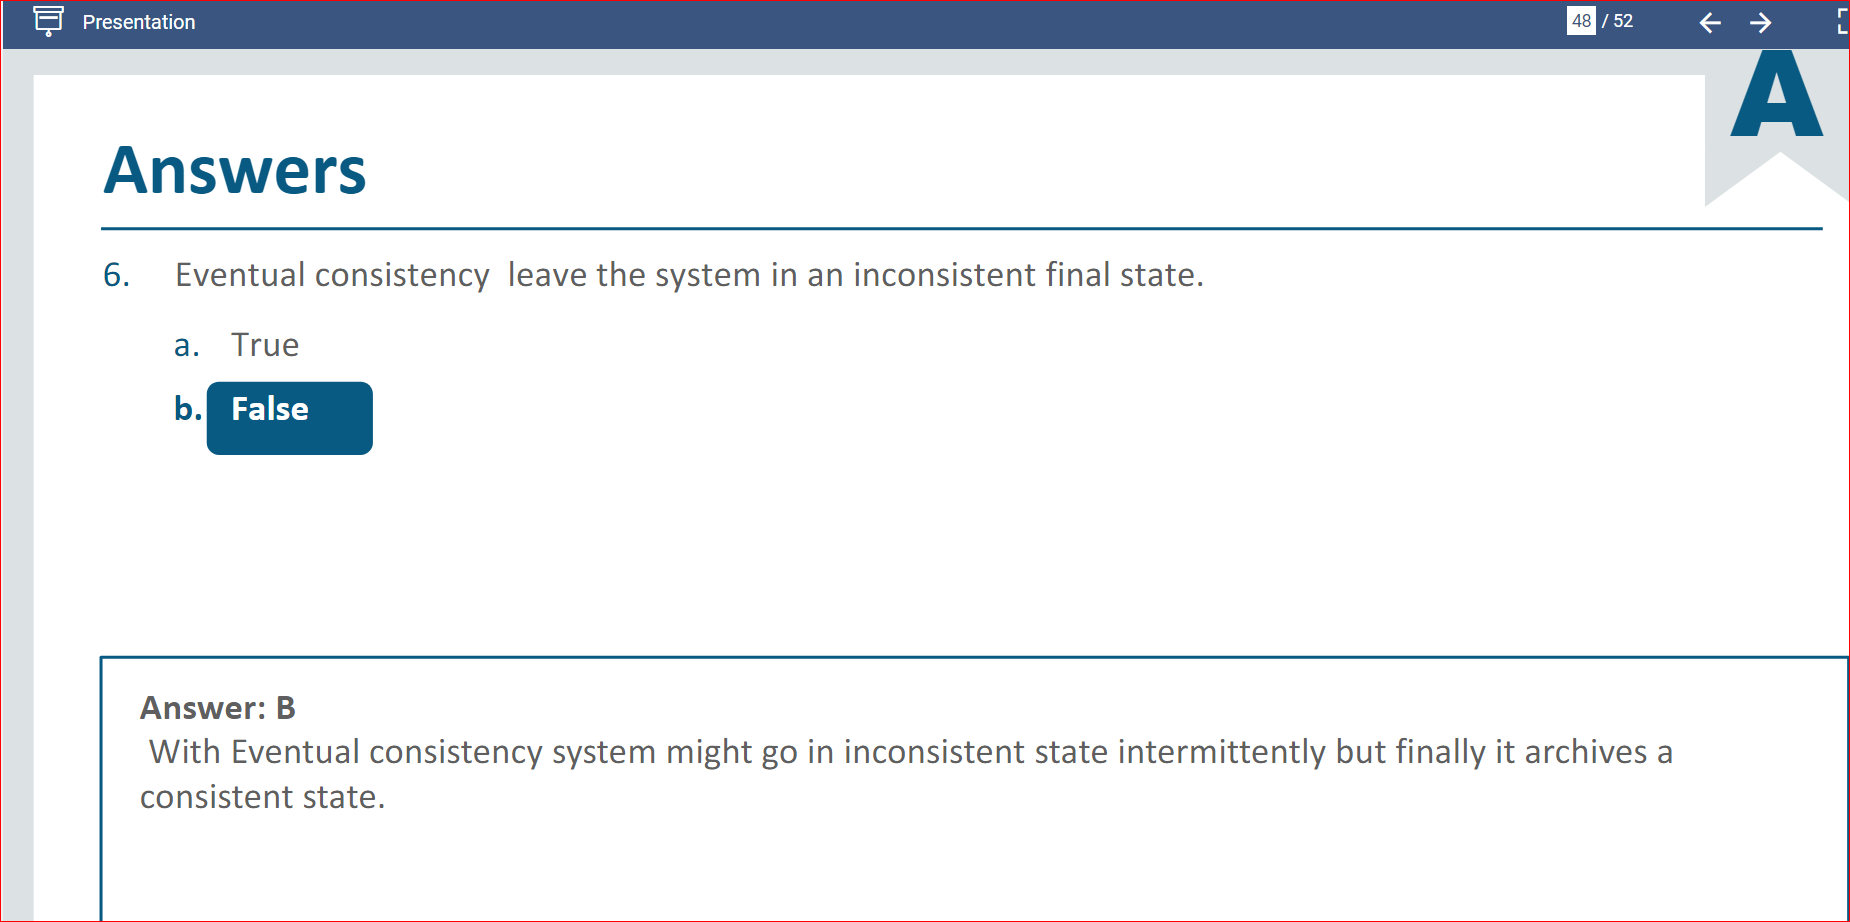 Presentation
48 / 52
A
Answers
6. Eventual consistency  leave the system in an inconsistent final state.
a. True
b. False
Answer: B
With Eventual consistency system might go in inconsistent state intermittently but finally it archives a
consistent state.